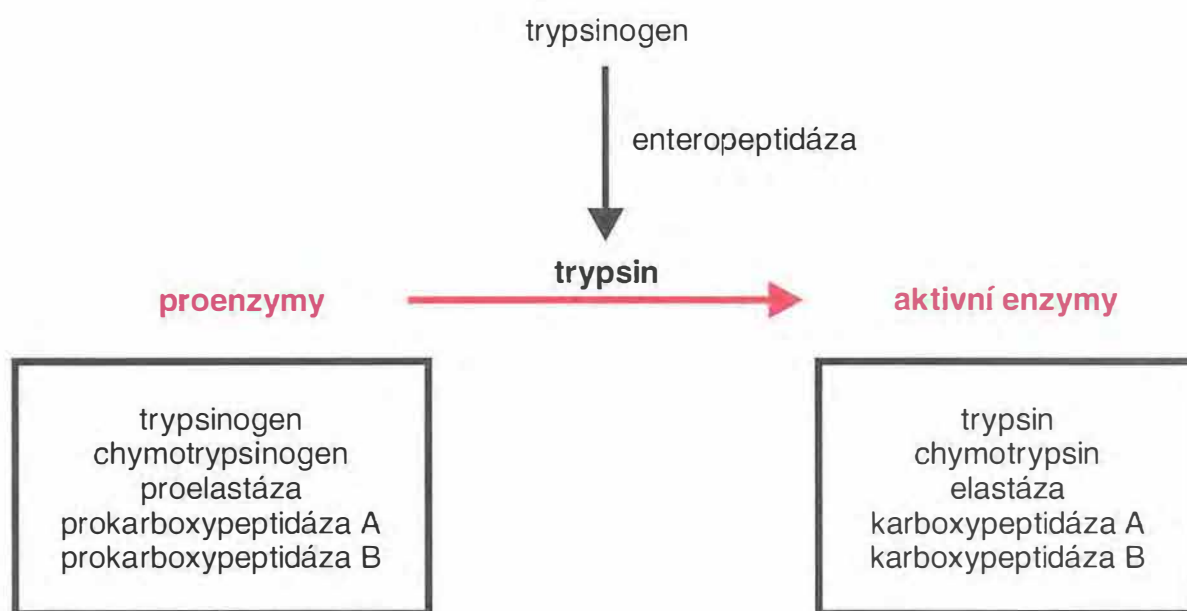 trypsinogen
enteropeptidáza
trypsin
proenzymy
aktivní enzymy
trypsinogen
chymotrypsinogen
proelastáza
prokarboxypeptidáza A
prokarboxypeptidáza B
trypsin
chymotrypsin
elastáza
karboxypeptidáza A
karboxypeptidáza B